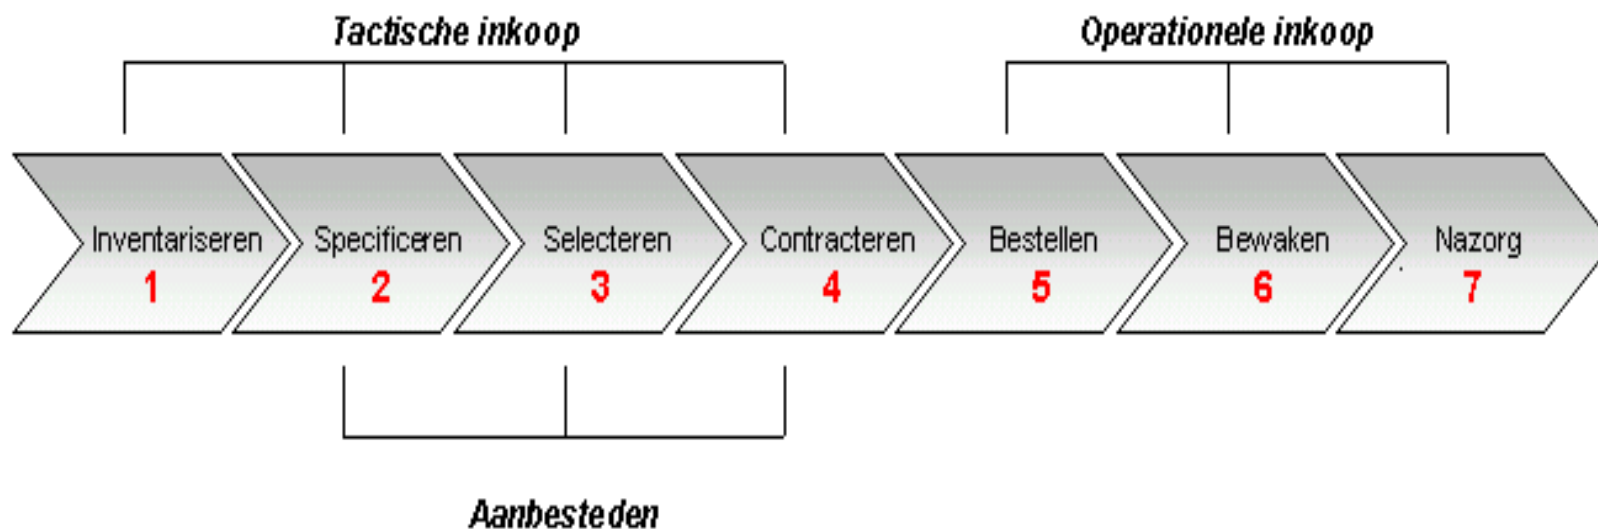 Tactische inkoop Operationele inkoop
Inventariseren Specificeren Selecteren Contracteren Bestellen Bewaken Nazorg
1 2 3 4 5 6 7
Aanbesteden